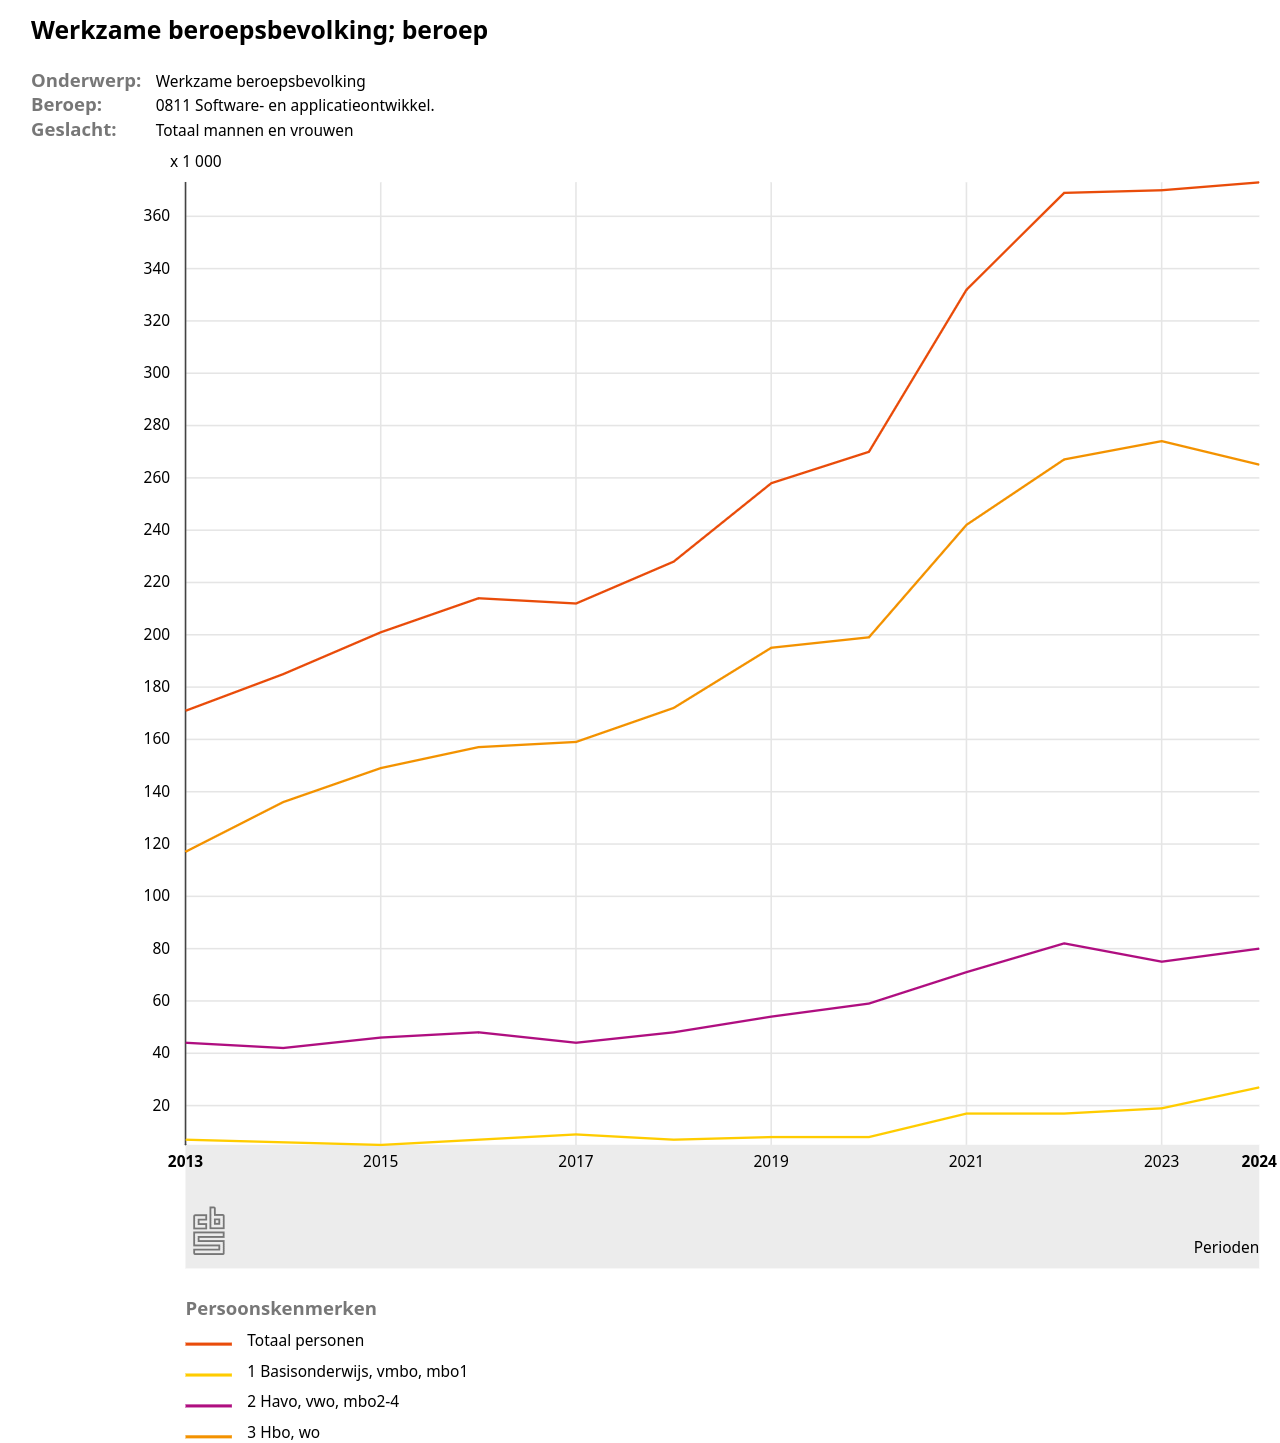 Werkzame beroepsbevolking; beroep
Onderwerp: Werkzame beroepsbevolking
Beroep: 0811 Software- en applicatieontwikkel.
Geslacht: Totaal mannen en vrouwen
x 1 000
360
340
320
300
280
260
240
220
200
180
160
140
120
100
80
60
40
20
2013 2015 2017 2019 2021 2023 2024
cbs
Perioden
Persoonskenmerken
Totaal personen
1 Basisonderwijs, vmbo, mbo1
2 Havo, vwo, mbo2-4
3 Hbo, wo